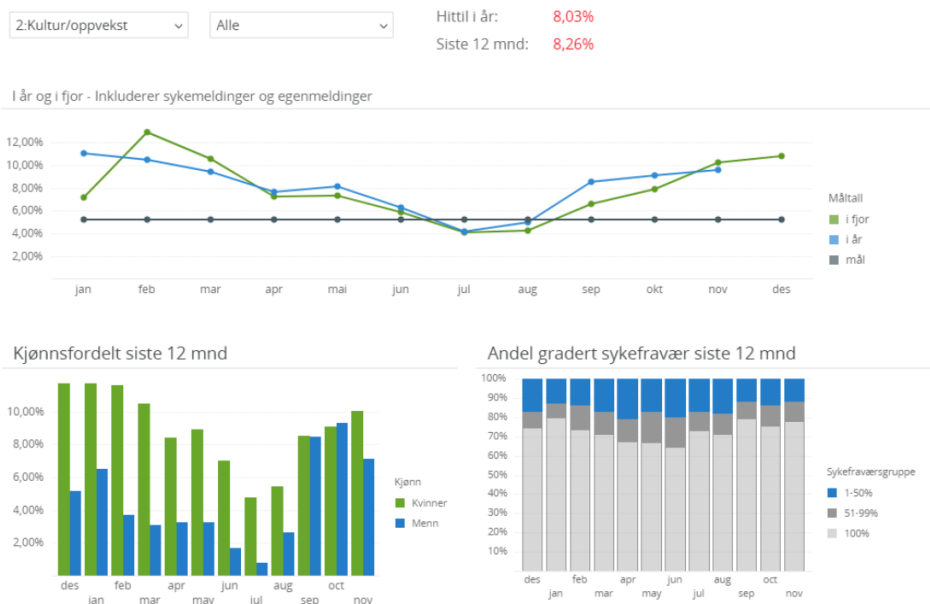 2:Kultur/oppvekst
Alle
Hittil i år: 8,03%
Siste 12 mnd: 8,26%
I år og i fjor - Inkluderer sykemeldinger og egenmeldinger
12,00%
10,00%
8,00%
6,00%
4,00%
2,00%
jan feb mar apr mai jun jul aug sep okt nov des
Måltall
i fjor
i år
mål
Kjønnsfordelt siste 12 mnd
10,00%
8,00%
6,00%
4,00%
2,00%
des feb apr jun aug oct
jan mar may jul sep nov
Kjønn
Kvinner
Menn
Andel gradert sykefravær siste 12 mnd
100%
90%
80%
70%
60%
50%
40%
30%
20%
10%
des feb apr jun aug oct
jan mar may jul sep nov
Sykefraværsgruppe
1-50%
51-99%
100%